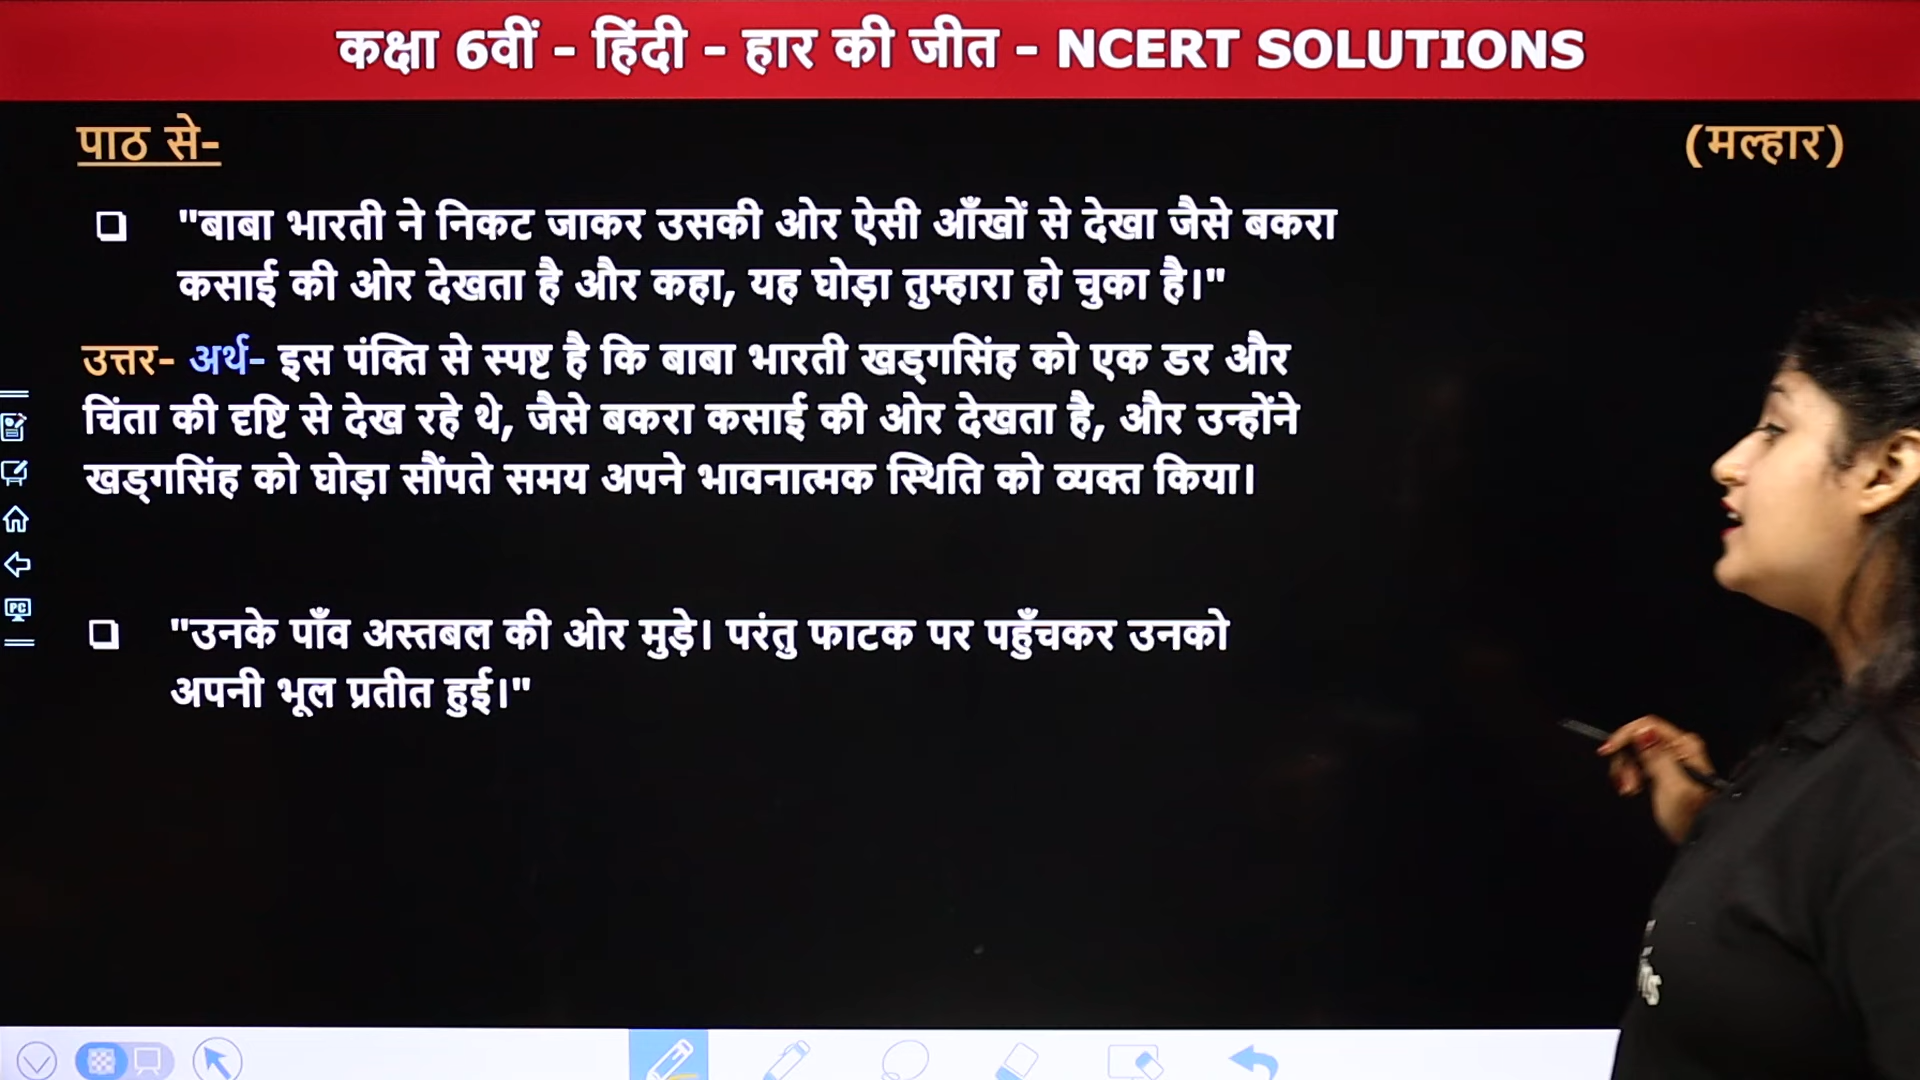 कक्षा 6वीं – हिंदी – हार की जीत – NCERT SOLUTIONS
पाठ से-
(मल्हार)
"बाबा भारती ने निकट जाकर उसकी ओर ऐसी आँखों से देखा जैसे बकरा
कसाई की ओर देखता है और कहा, यह घोड़ा तुम्हारा हो चुका है।"
उत्तर- अर्थ- इस पंक्ति से स्पष्ट है कि बाबा भारती खड्गसिंह को एक डर और
चिंता की दृष्टि से देख रहे थे, जैसे बकरा कसाई की ओर देखता है, और उन्होंने
खड्गसिंह को घोड़ा सौंपते समय अपने भावनात्मक स्थिति को व्यक्त किया।
"उनके पाँव अस्तबल की ओर मुड़े। परंतु फाटक पर पहुँचकर उनको
अपनी भूल प्रतीत हुई।"
PC